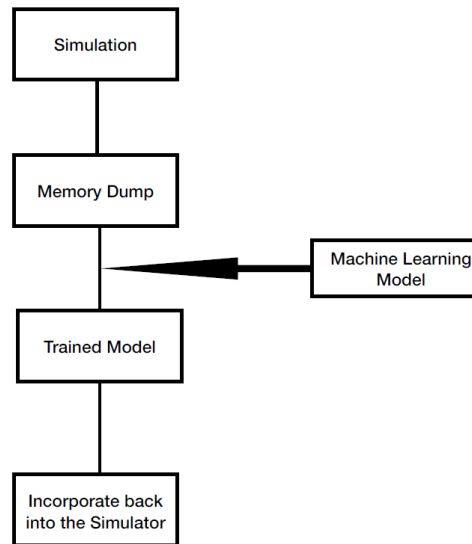 Simulation
Memory Dump
Machine Learning
Model
Trained Model
Incorporate back
into the Simulator